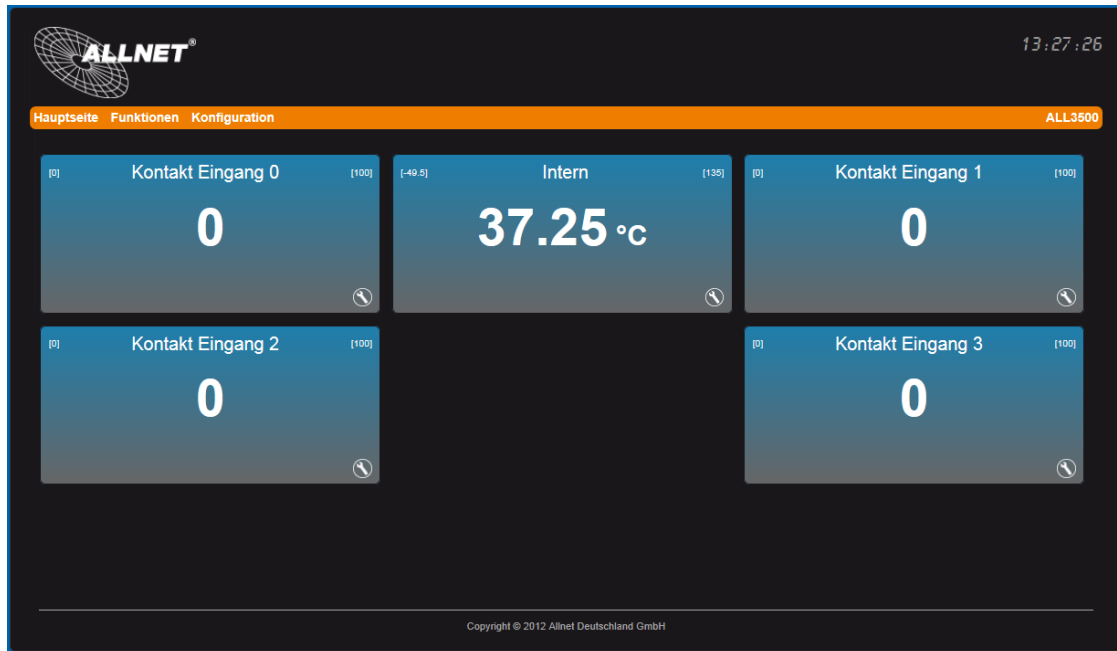 ALLNET®
13:27:26
Hauptseite Funktionen Konfiguration ALL3500
[0] Kontakt Eingang 0 [100]
0
[-49.5] Intern [135]
37.25 °C
[0] Kontakt Eingang 1 [100]
0
[0] Kontakt Eingang 2 [100]
0
[0] Kontakt Eingang 3 [100]
0
Copyright © 2012 Allnet Deutschland GmbH